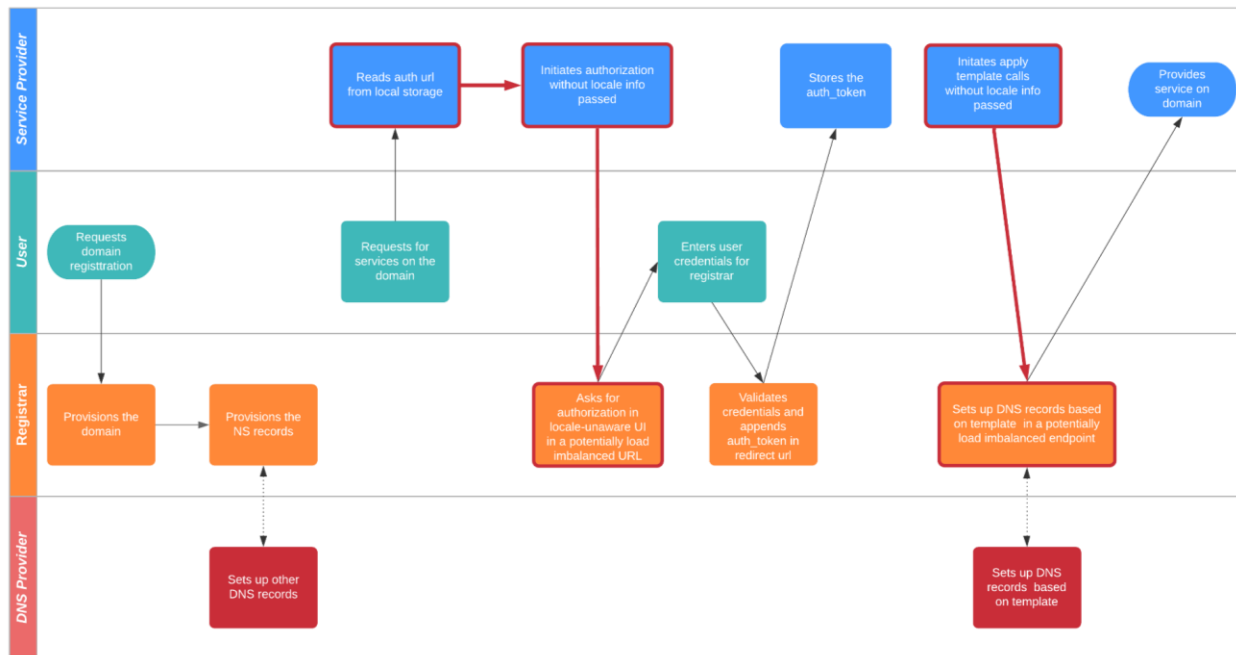 Service Provider
Reads auth url
from local storage
Initiates authorization
without locale info
passed
Stores the
auth_token
Initates apply
template calls
without locale info
passed
Provides
service on
domain
User
Requests
domain
registtration
Requests for
services on the
domain
Enters user
credentials for
registrar
Registrar
Provisions the
domain
Provisions the
NS records
Asks for
authorization in
locale-unaware UI
in a potentially load
imbalanced URL
Validates
credentials and
appends
auth_token in
redirect url
Sets up DNS records based
on template in a potentially
load imbalanced endpoint
DNS Provider
Sets up other
DNS records
Sets up DNS
records based
on template